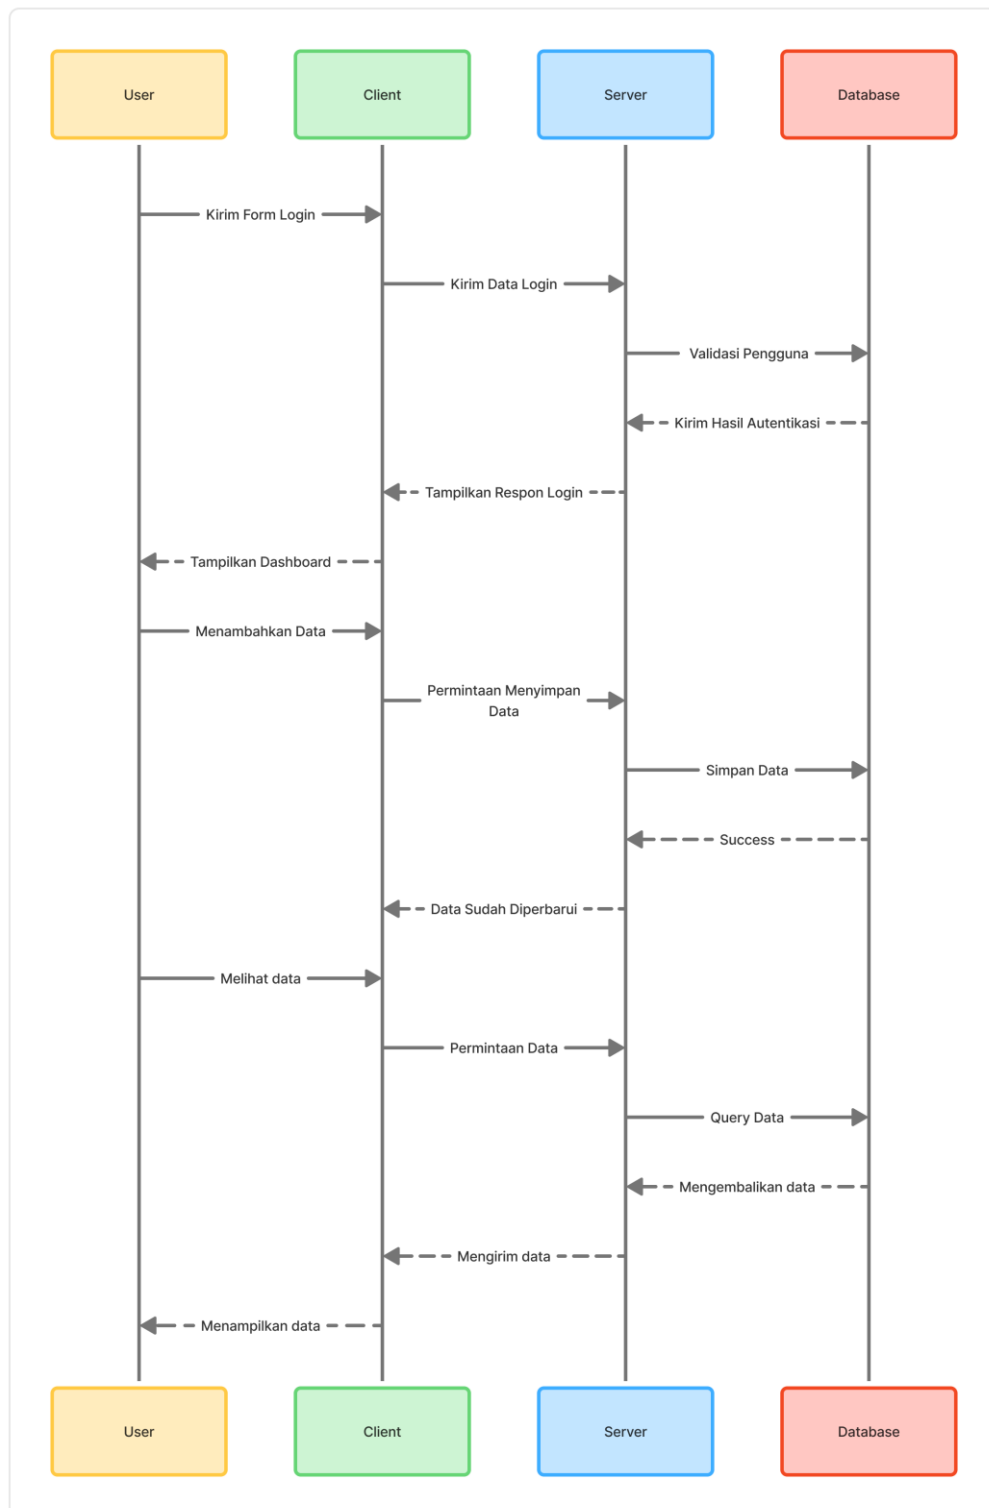 User
Client
Server
Database
Kirim Form Login
Kirim Data Login
Validasi Pengguna
Kirim Hasil Autentikasi
Tampilkan Respon Login
Tampilkan Dashboard
Menambahkan Data
Permintaan Menyimpan
Data
Simpan Data
Success
Data Sudah Diperbarui
Melihat data
Permintaan Data
Query Data
Mengembalikan data
Mengirim data
Menampilkan data
User
Client
Server
Database